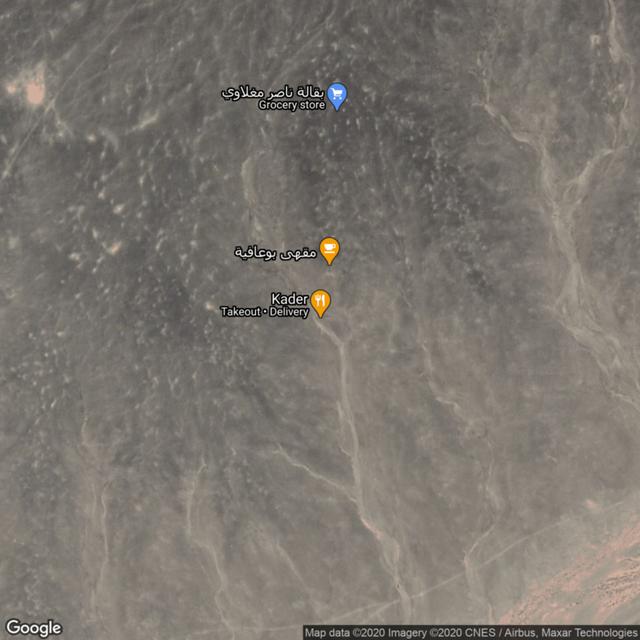 بقالة ناصر مغلاوي
Grocery store
مقهى بوعافية
Kader
Takeout • Delivery
Google
Map data ©2020 Imagery ©2020 CNES / Airbus, Maxar Technologies